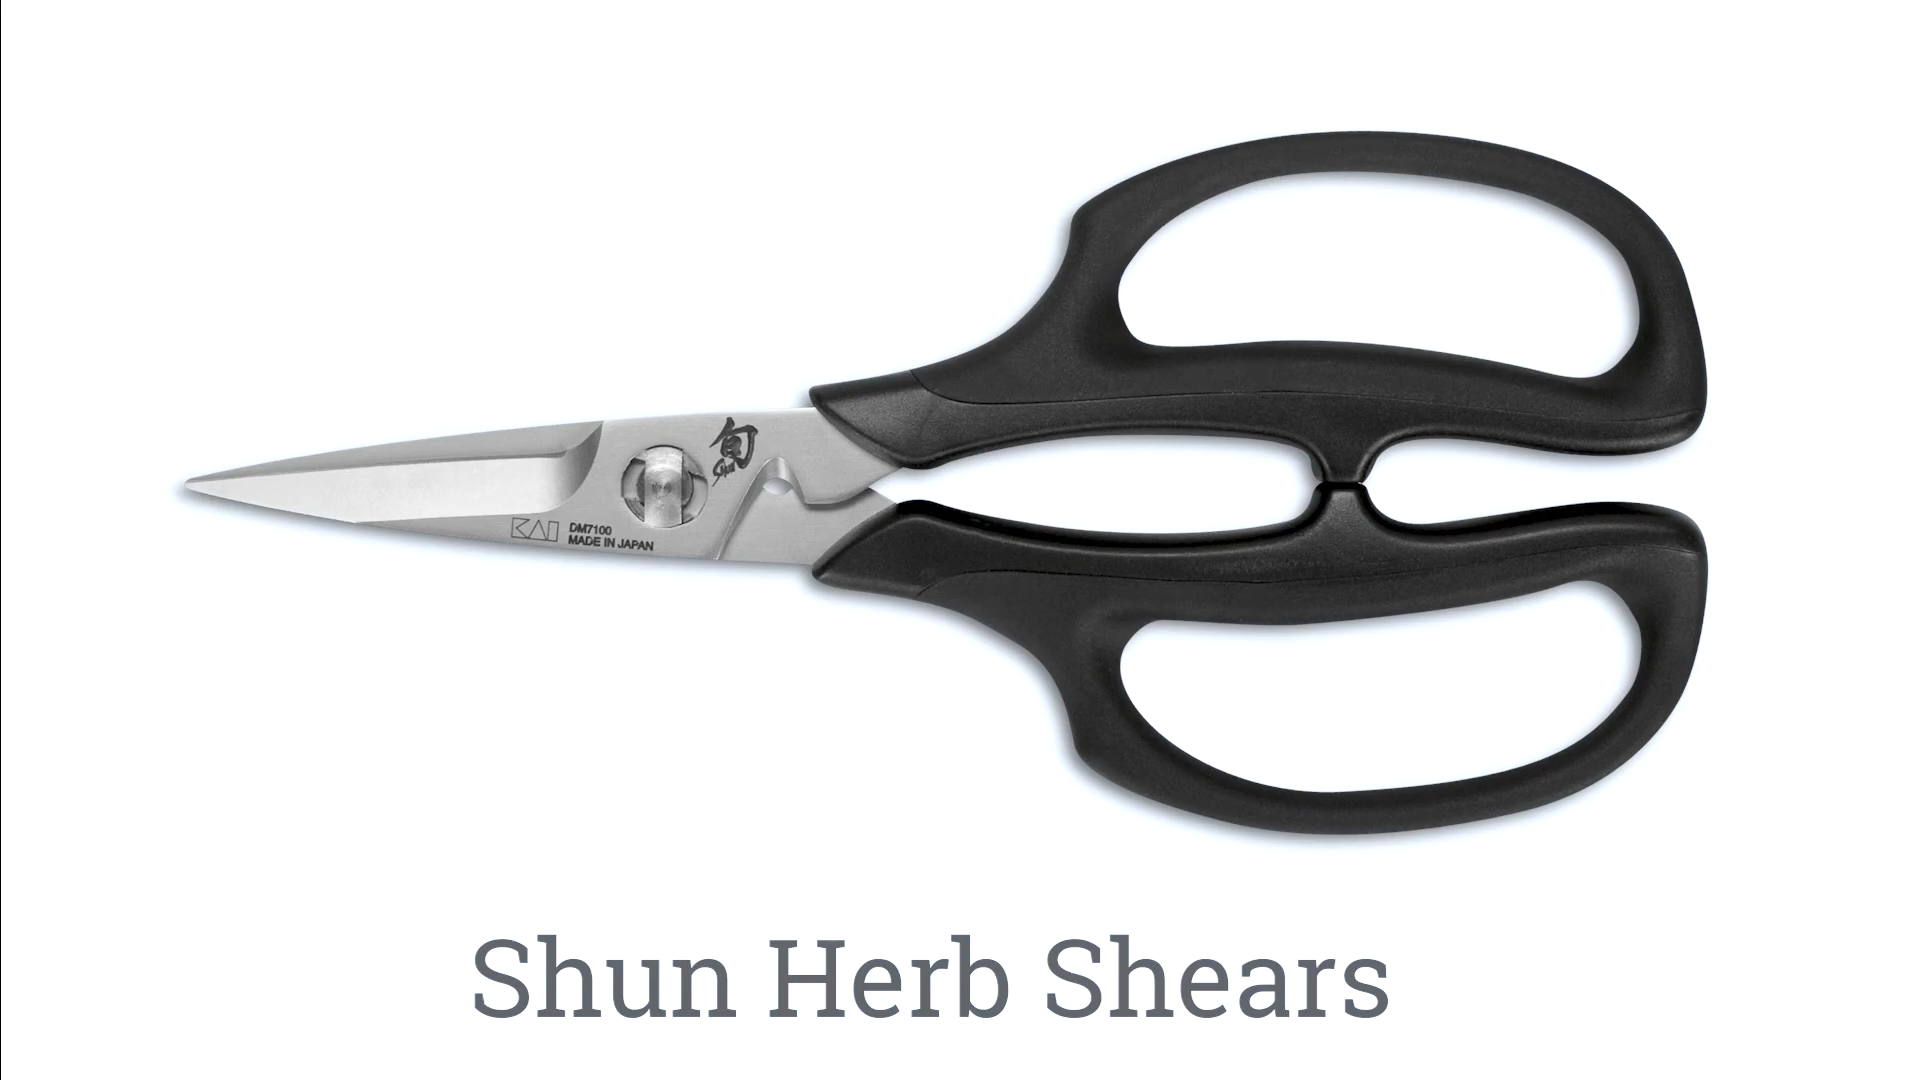 旬
Shun
KAI
DM7100
MADE IN JAPAN
Shun Herb Shears